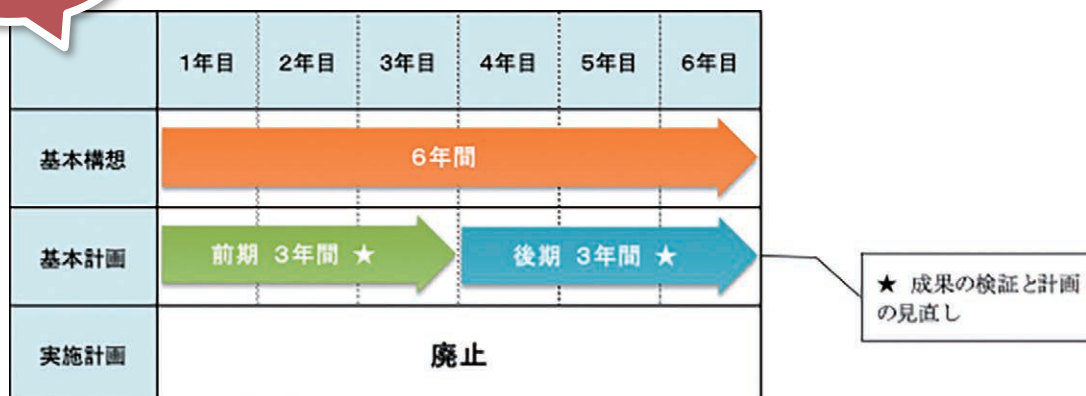 1年目 2年目 3年目 4年目 5年目 6年目
基本構想 6年間
基本計画 前期 3年間 ★ 後期 3年間 ★
★ 成果の検証と計画
の見直し
実施計画 廃止